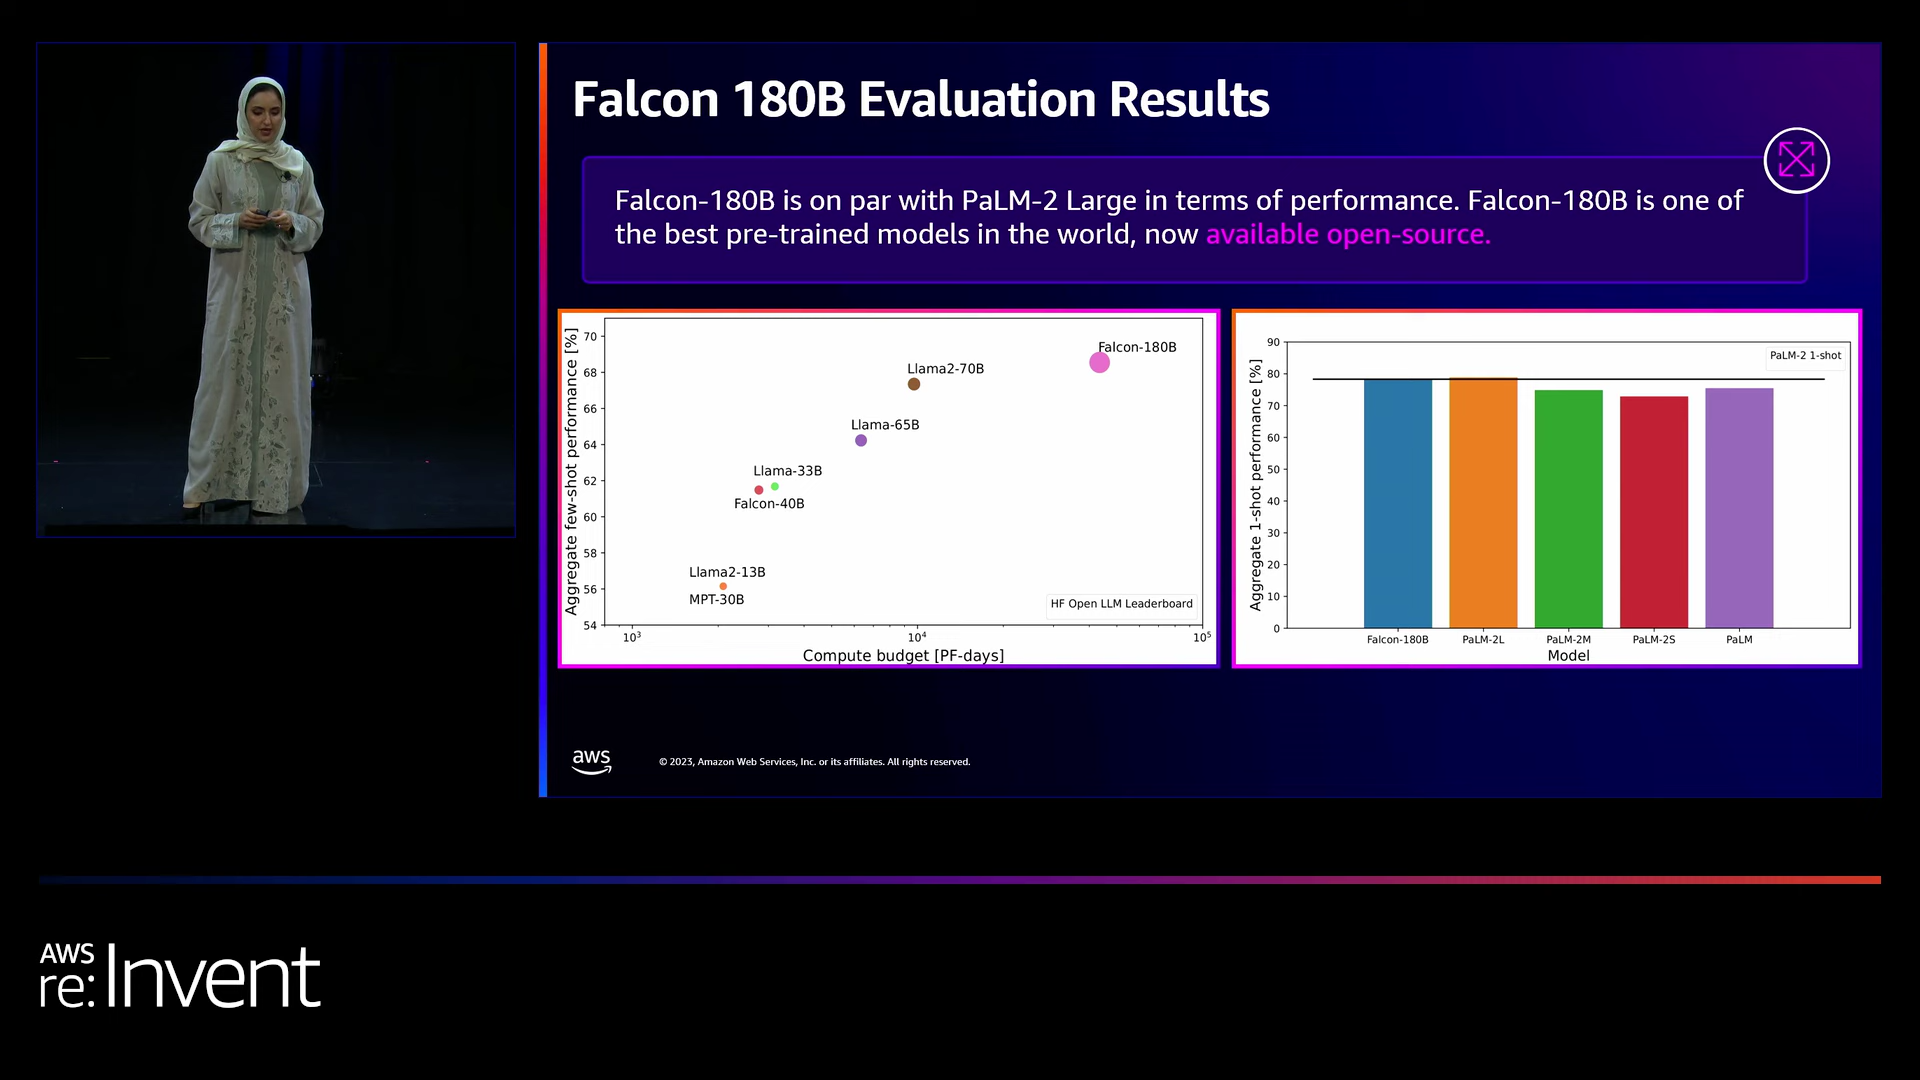 Falcon 180B Evaluation Results
Falcon-180B is on par with PaLM-2 Large in terms of performance. Falcon-180B is one of
the best pre-trained models in the world, now available open-source.
Aggregate few-shot performance [%]
70
68
66
64
62
60
58
56
54
Falcon-180B
Llama2-70B
Llama-65B
Llama-33B
Falcon-40B
Llama2-13B
MPT-30B
HF Open LLM Leaderboard
10³
10⁴
10⁵
Compute budget [PF-days]
Aggregate 1-shot performance [%]
90
80
70
60
50
40
30
20
10
0
PaLM-2 1-shot
Falcon-180B
PaLM-2L
PaLM-2M
PaLM-2S
PaLM
Model
aws
© 2023, Amazon Web Services, Inc. or its affiliates. All rights reserved.
AWS
re:Invent